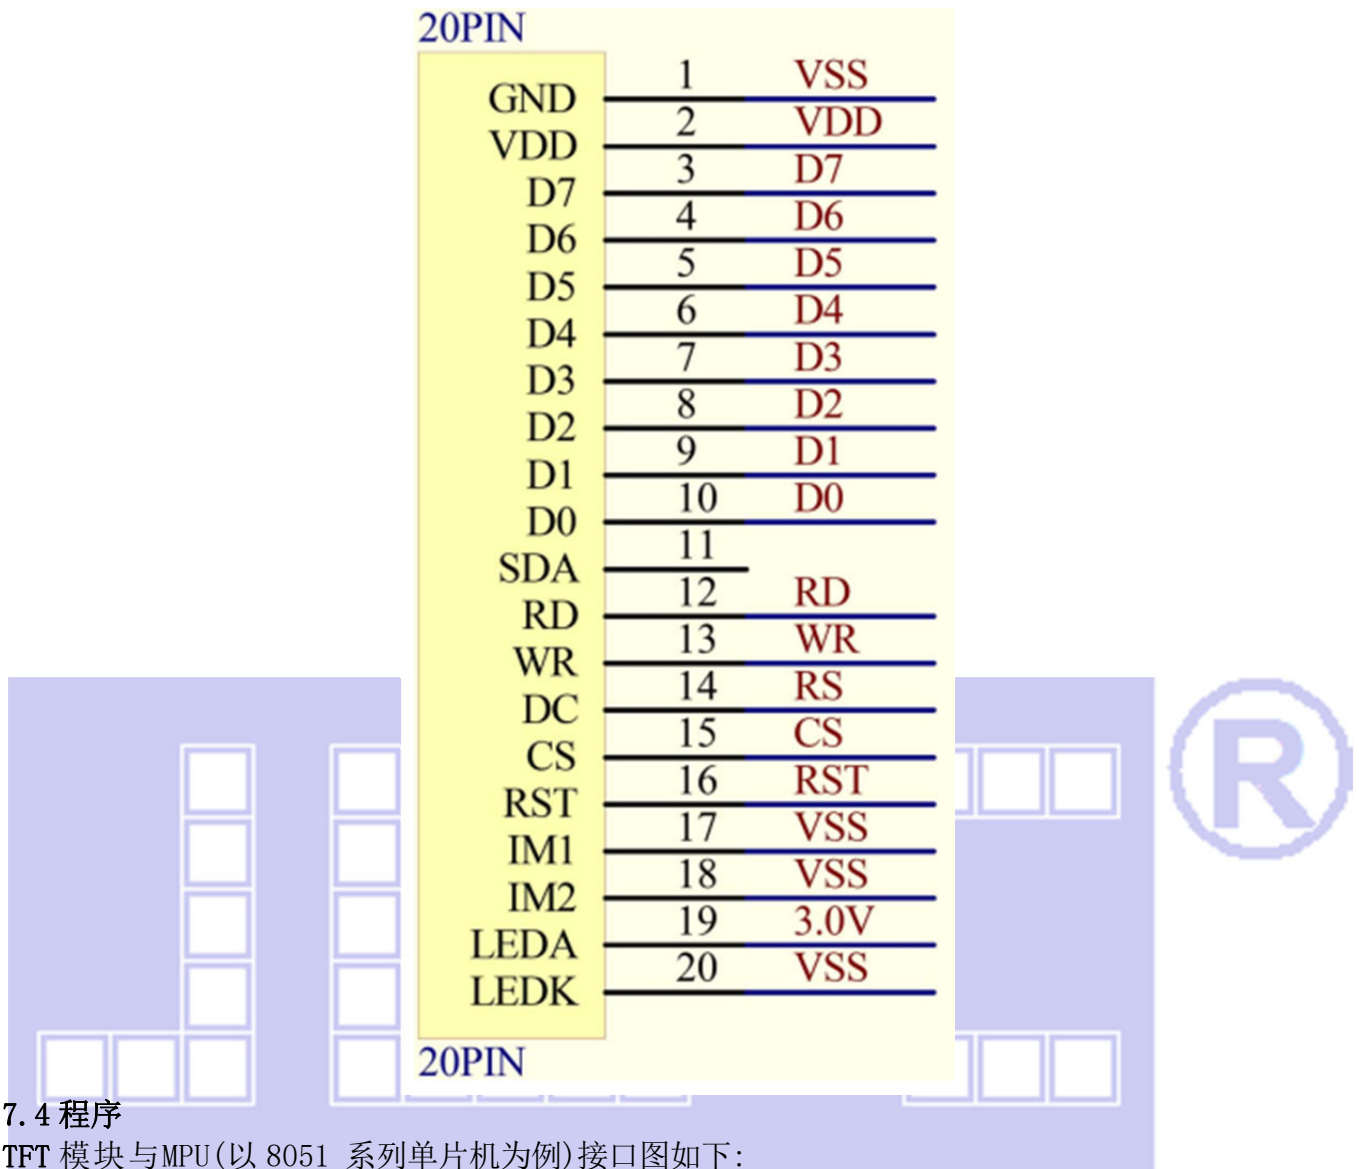 20PIN
GND 1 VSS
VDD 2 VDD
D7 3 D7
D6 4 D6
D5 5 D5
D4 6 D4
D3 7 D3
D2 8 D2
D1 9 D1
D0 10 D0
SDA 11
RD 12 RD
WR 13 WR
DC 14 RS
CS 15 CS
RST 16 RST
IM1 17 VSS
IM2 18 VSS
LEDA 19 3.0V
LEDK 20 VSS
20PIN
®
7.4 程序
TFT 模块与MPU(以 8051 系列单片机为例)接口图如下: